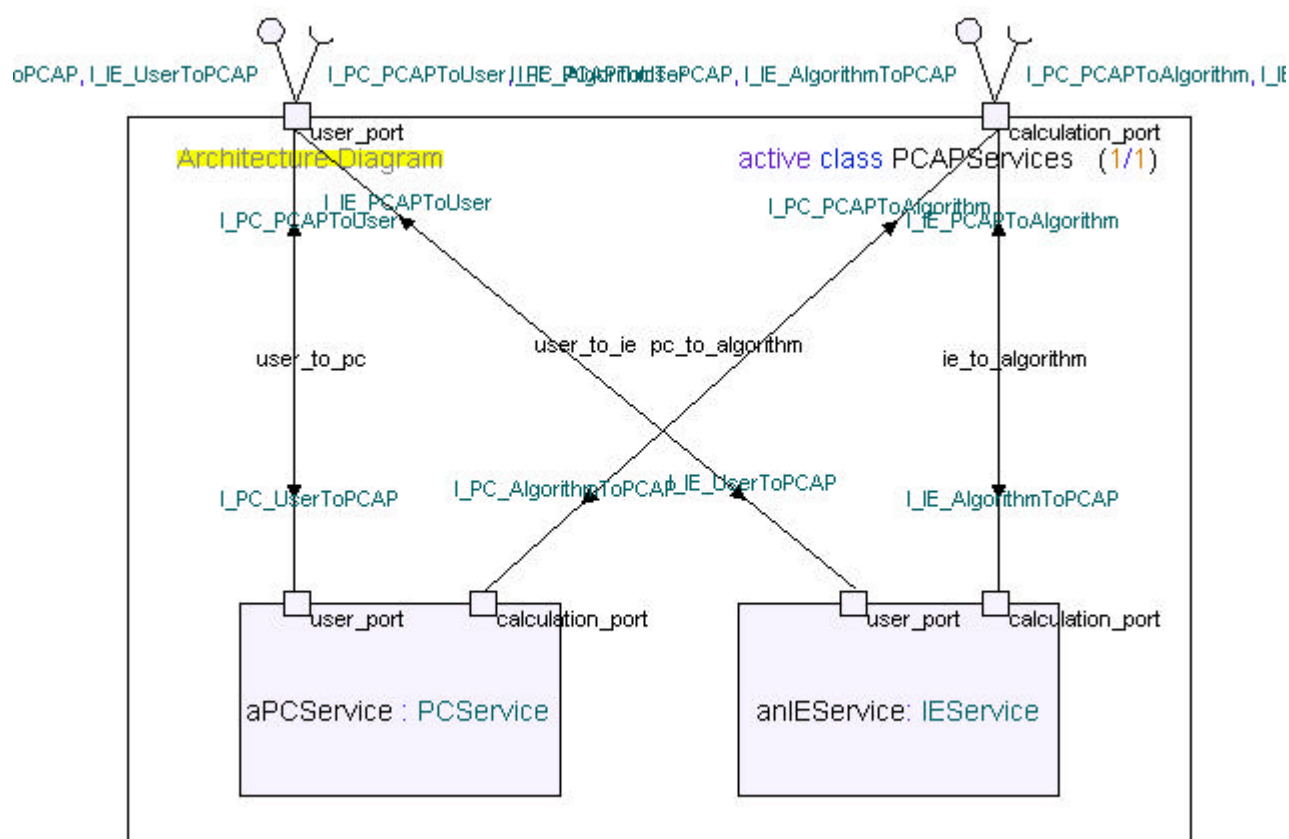 oPCAP, I_IE_UserToPCAP
I_PC_PCAPToUser, I_IE_PCAPToUser
I_PC_AlgorithmToPCAP, I_IE_AlgorithmToPCAP
I_PC_PCAPToAlgorithm, I_IE
user_port
calculation_port
Architecture Diagram
active class PCAPServices (1/1)
I_IE_PCAPToUser
I_PC_PCAPToAlgorithm
I_PC_PCAPToUser
I_IE_PCAPToAlgorithm
user_to_pc
user_to_ie
pc_to_algorithm
ie_to_algorithm
I_PC_UserToPCAP
I_PC_AlgorithmToPCAP
I_IE_UserToPCAP
I_IE_AlgorithmToPCAP
user_port
calculation_port
user_port
calculation_port
aPCService : PCService
anIEService: IEService